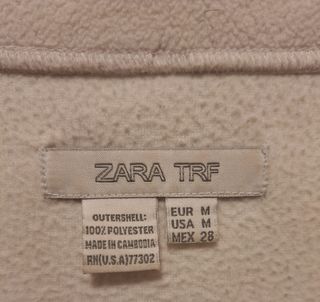 ZARA TRF
OUTERSHELL:
100% POLYESTER
MADE IN CAMBODIA
RN(U.S.A)77302
EUR M
USA M
MEX 28